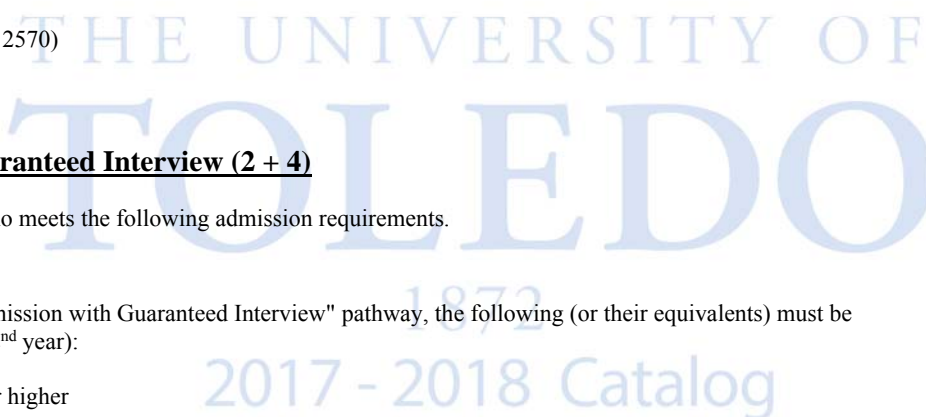 2570)
THE UNIVERSITY OF
TOLEDO
ranteed Interview (2 + 4)
o meets the following admission requirements.
1872
nission with Guaranteed Interview" pathway, the following (or their equivalents) must be
nd year):
2017 - 2018 Catalog
higher